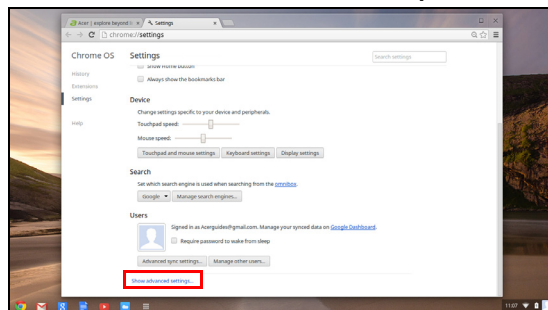 Acer | explore beyond li
Settings
chrome://settings
Chrome OS
Settings
Search settings
History
Extensions
Settings
Help
Show Home button
Always show the bookmarks bar
Device
Change settings specific to your device and peripherals.
Touchpad speed:
Mouse speed:
Touchpad and mouse settings
Keyboard settings
Display settings
Search
Set which search engine is used when searching from the omnibox.
Google
Manage search engines...
Users
Signed in as Acerguides@gmail.com. Manage your synced data on Google Dashboard.
Require password to wake from sleep
Advanced sync settings...
Manage other users...
Show advanced settings...
11:07